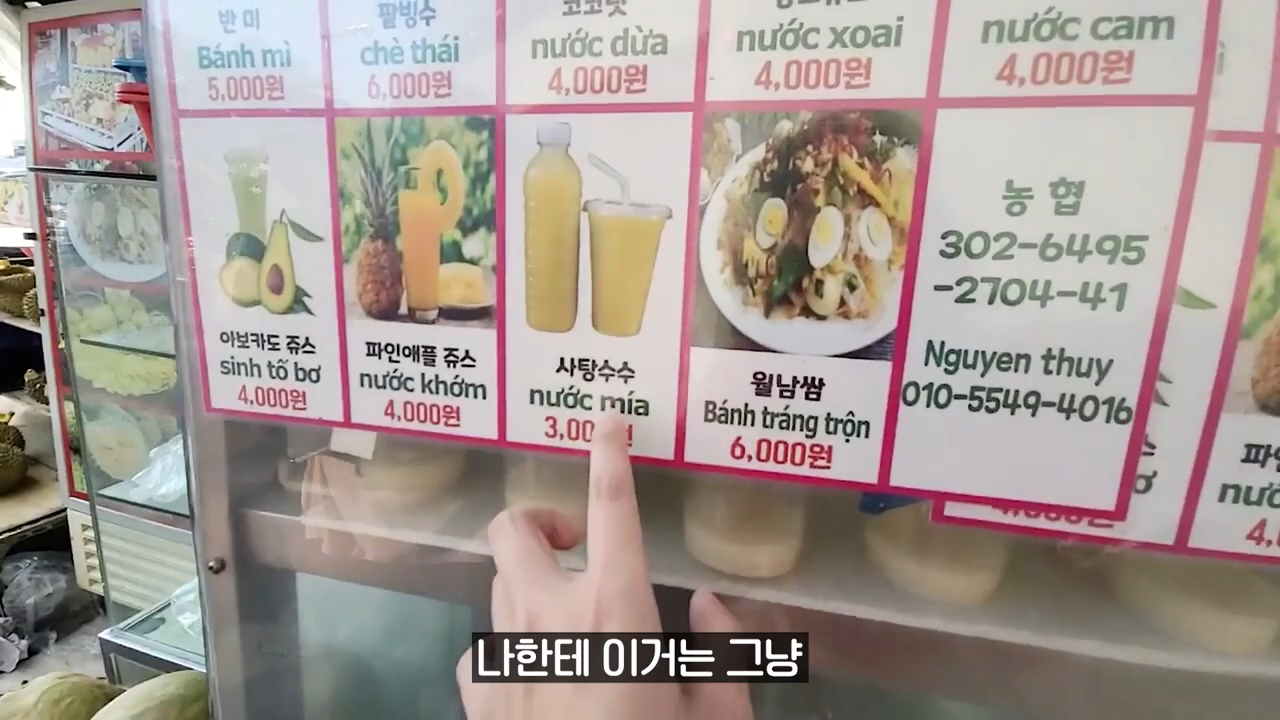 반미
Bánh mì
5,000원
팥빙수
chè thái
6,000원
코코넛
nước dừa
4,000원
nước xoai
4,000원
nước cam
4,000원
아보카도 쥬스
sinh tố bơ
4,000원
파인애플 쥬스
nước khớm
4,000원
사탕수수
nước mía
3,00
월남쌈
Bánh tráng trộn
6,000원
농협
302-6495
-2704-41
Nguyen thuy
010-5549-4016
나한테 이거는 그냥